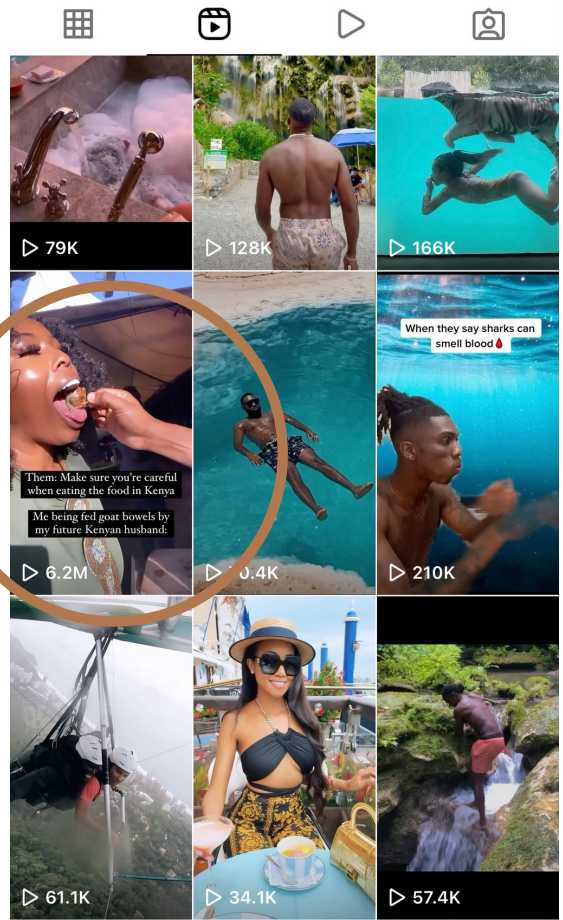 79K
128K
166K
Them: Make sure you're careful
when eating the food in Kenya
Me being fed goat bowels by
my future Kenyan husband:
6.2M
0.4K
When they say sharks can
smell blood🩸
210K
61.1K
34.1K
57.4K